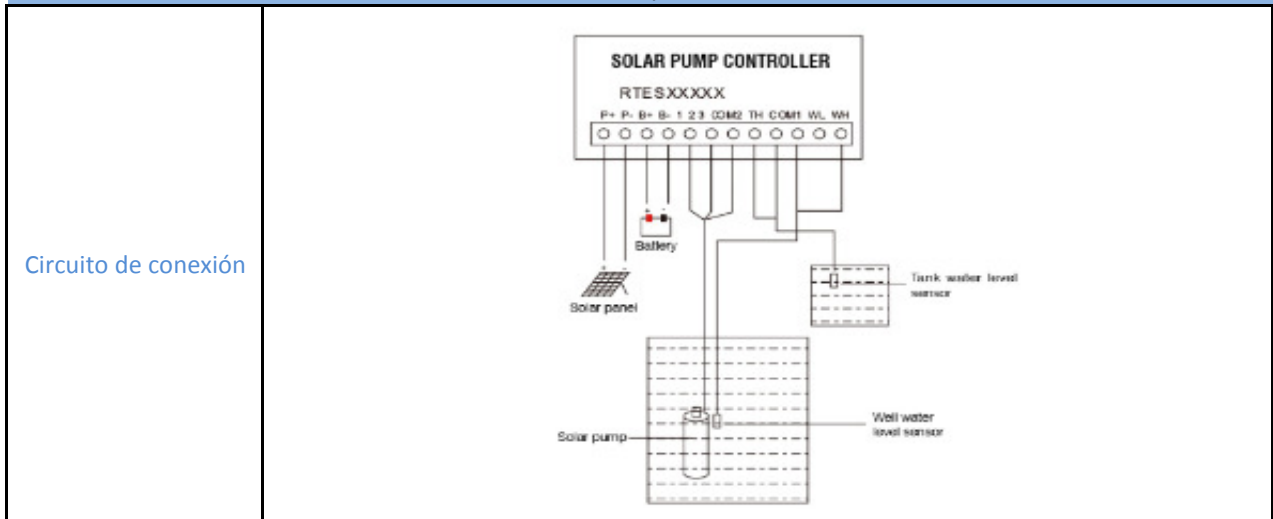 Circuito de conexión
SOLAR PUMP CONTROLLER
RTESXXXXX
P+ P- B+ B- 1 2 3 COM2 TH COM1 WL WH
+ -
Battery
+ -
Solar panel
Tank water level
sensor
Well water
level sensor
Solar pump